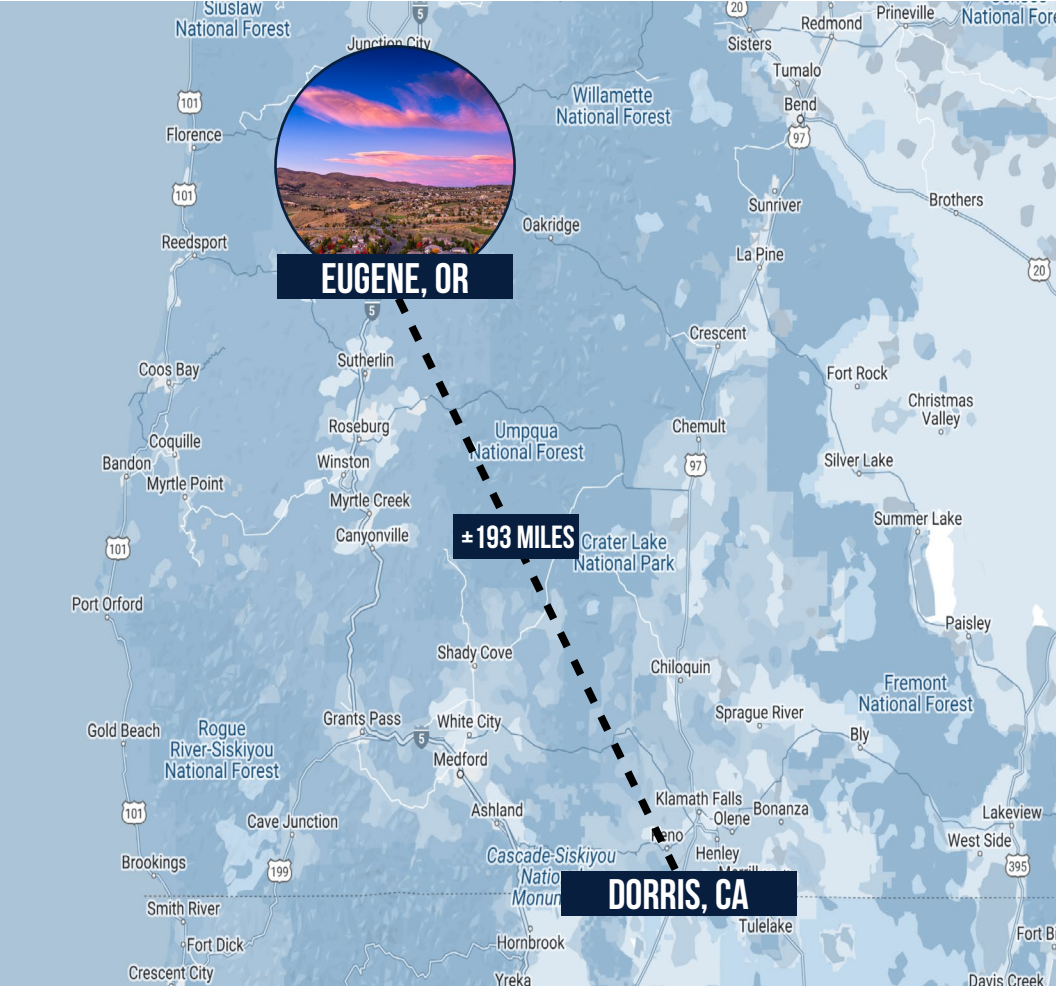 Siuslaw
National Forest
5
20
Redmond
Prineville
National For
Junction City
Sisters
Tumalo
101
Willamette
National Forest
Bend
97
Florence
101
Sunriver
Brothers
Oakridge
Reedsport
La Pine
20
EUGENE, OR
5
Crescent
Sutherlin
Coos Bay
Fort Rock
Christmas
Valley
Roseburg
Umpqua
National Forest
Chemult
Coquille
Bandon
Winston
97
Silver Lake
Myrtle Point
Myrtle Creek
Summer Lake
Canyonville
±193 MILES
Crater Lake
National Park
101
Port Orford
Paisley
Shady Cove
Chiloquin
Fremont
National Forest
Grants Pass
White City
Sprague River
Gold Beach
Rogue
River-Siskiyou
National Forest
5
Bly
Medford
101
Ashland
Klamath Falls
Bonanza
Olene
Lakeview
Cave Junction
West Side
Henley
Brookings
199
Cascade-Siskiyou
395
DORRIS, CA
Smith River
Tulelake
Fort Dick
Hornbrook
Fort Bi
Crescent City
Yreka
Davis Creek